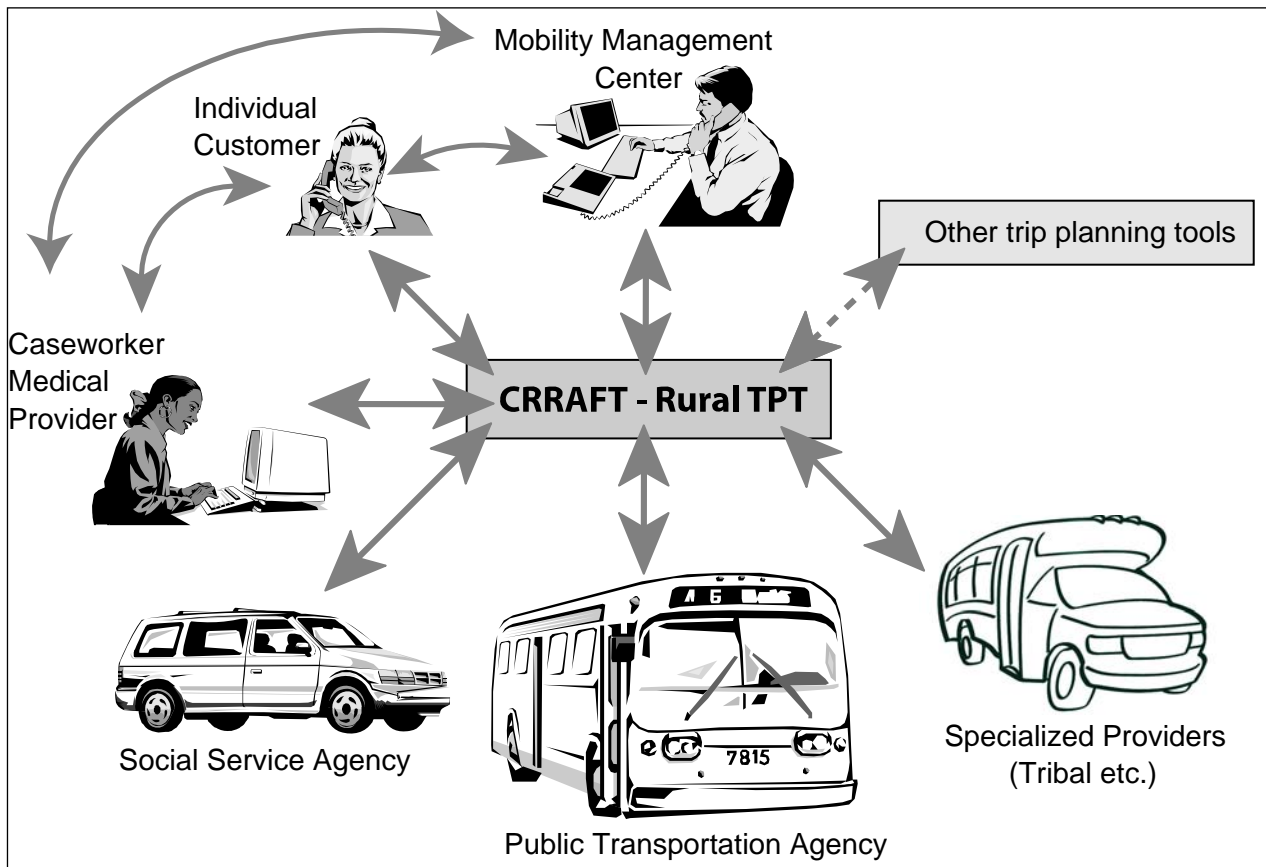 Mobility Management
Center
Individual
Customer
Other trip planning tools
Caseworker
Medical
Provider
CRRAFT - Rural TPT
7815
Social Service Agency
Specialized Providers
(Tribal etc.)
Public Transportation Agency